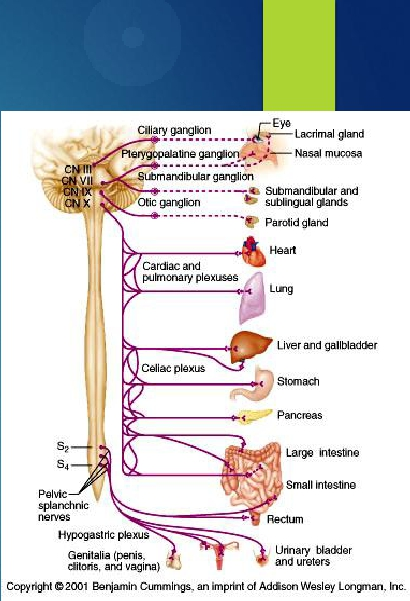 Eye
Ciliary ganglion
Lacrimal gland
Pterygopalatine ganglion
Nasal mucosa
CN III
CN VII
CN IX
CN X
Submandibular ganglion
Submandibular and
sublingual glands
Otic ganglion
Parotid gland
Heart
Cardiac and
pulmonary plexuses
Lung
Liver and gallbladder
Celiac plexus
Stomach
Pancreas
S2
S4
Large intestine
Small intestine
Pelvic
splanchnic
nerves
Rectum
Hypogastric plexus
Genitalia (penis,
clitoris, and vagina)
Urinary bladder
and ureters
Copyright © 2001 Benjamin Cummings, an imprint of Addison Wesley Longman, Inc.